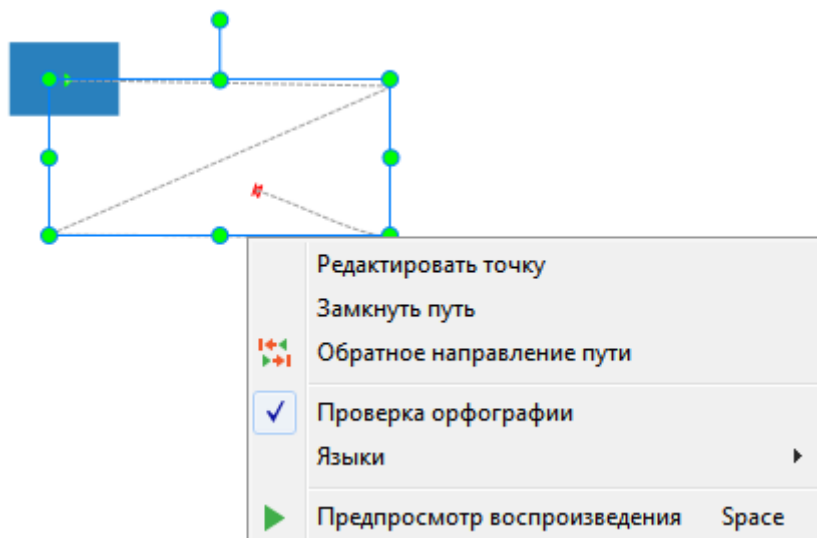 Редактировать точку
Замкнуть путь
Обратное направление пути
Проверка орфографии
Языки
Предпросмотр воспроизведения Space